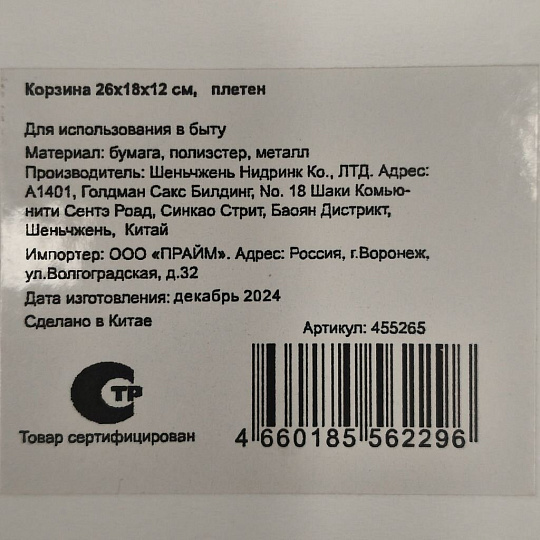 Корзина 26х18х12 см, плетен
Для использования в быту
Материал: бумага, полиэстер, металл
Производитель: Шеньчжень Нидринк Ко., ЛТД. Адрес:
А1401, Голдман Сакс Билдинг, No. 18 Шаки Комью-
нити Сентэ Роад, Синкао Стрит, Баоян Дистрикт,
Шеньчжень, Китай
Импортер: ООО «ПРАЙМ». Адрес: Россия, г.Воронеж,
ул.Волгоградская, д.32
Дата изготовления: декабрь 2024
Сделано в Китае
Артикул: 455265
СТР
Товар сертифицирован
4 660185 562296